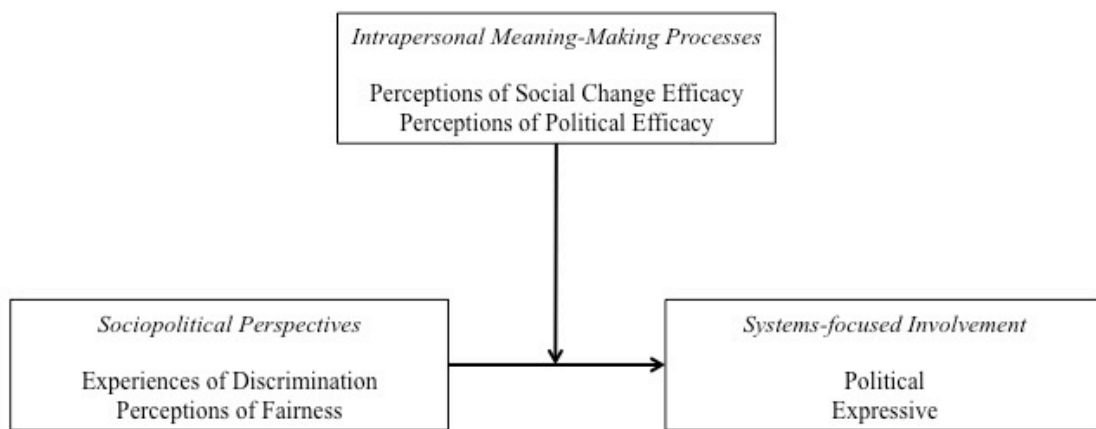 Intrapersonal Meaning-Making Processes
Perceptions of Social Change Efficacy
Perceptions of Political Efficacy
Sociopolitical Perspectives
Experiences of Discrimination
Perceptions of Fairness
Systems-focused Involvement
Political
Expressive